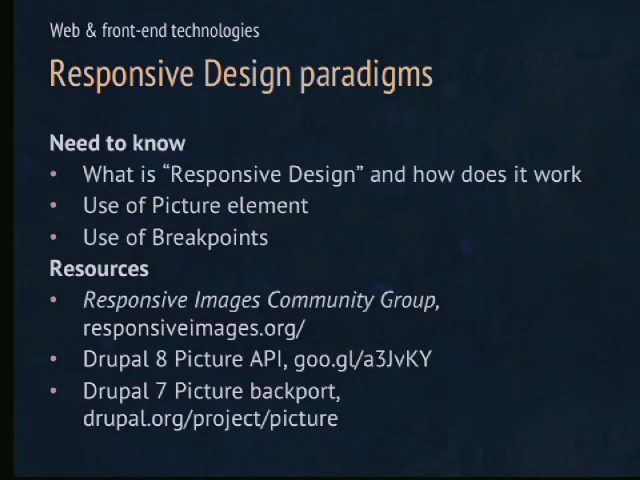 Web & front-end technologies
Responsive Design paradigms
Need to know
• What is “Responsive Design” and how does it work
• Use of Picture element
• Use of Breakpoints
Resources
• Responsive Images Community Group,
responsiveimages.org/
• Drupal 8 Picture API, goo.gl/a3JvKY
• Drupal 7 Picture backport,
drupal.org/project/picture